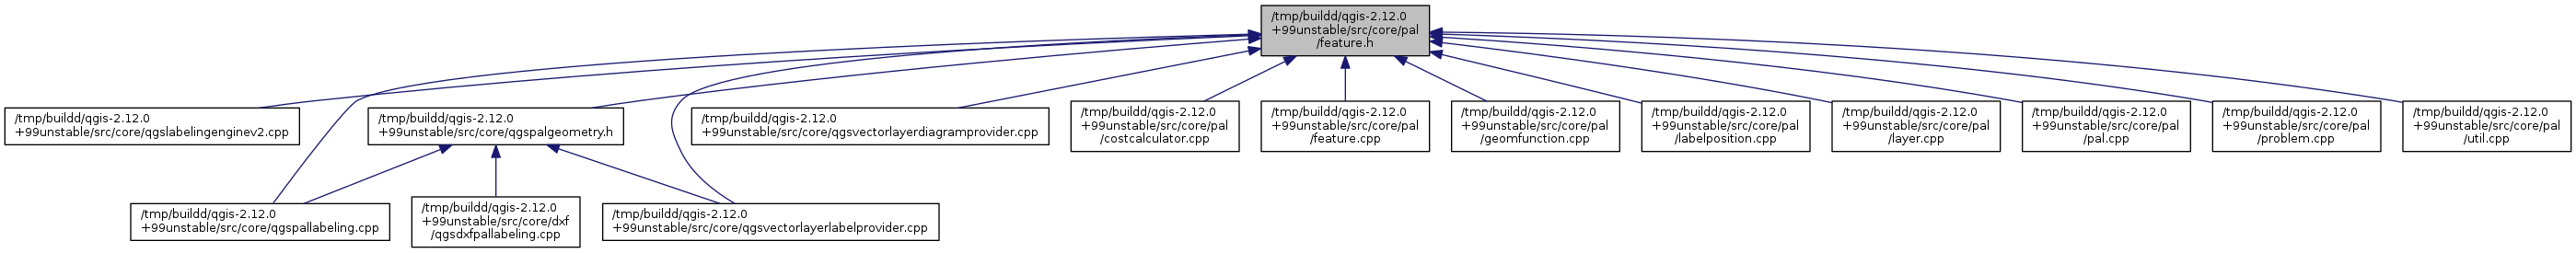 /tmp/buildd/qgis-2.12.0
+99unstable/src/core/pal
/feature.h
/tmp/buildd/qgis-2.12.0
+99unstable/src/core/qgslabelingenginev2.cpp
/tmp/buildd/qgis-2.12.0
+99unstable/src/core/qgspalgeometry.h
/tmp/buildd/qgis-2.12.0
+99unstable/src/core/qgsvectorlayerdiagramprovider.cpp
/tmp/buildd/qgis-2.12.0
+99unstable/src/core/pal
/costcalculator.cpp
/tmp/buildd/qgis-2.12.0
+99unstable/src/core/pal
/feature.cpp
/tmp/buildd/qgis-2.12.0
+99unstable/src/core/pal
/geomfunction.cpp
/tmp/buildd/qgis-2.12.0
+99unstable/src/core/pal
/labelposition.cpp
/tmp/buildd/qgis-2.12.0
+99unstable/src/core/pal
/layer.cpp
/tmp/buildd/qgis-2.12.0
+99unstable/src/core/pal
/pal.cpp
/tmp/buildd/qgis-2.12.0
+99unstable/src/core/pal
/problem.cpp
/tmp/buildd/qgis-2.12.0
+99unstable/src/core/pal
/util.cpp
/tmp/buildd/qgis-2.12.0
+99unstable/src/core/qgspallabeling.cpp
/tmp/buildd/qgis-2.12.0
+99unstable/src/core/dxf
/qgsdxfpallabeling.cpp
/tmp/buildd/qgis-2.12.0
+99unstable/src/core/qgsvectorlayerlabelprovider.cpp